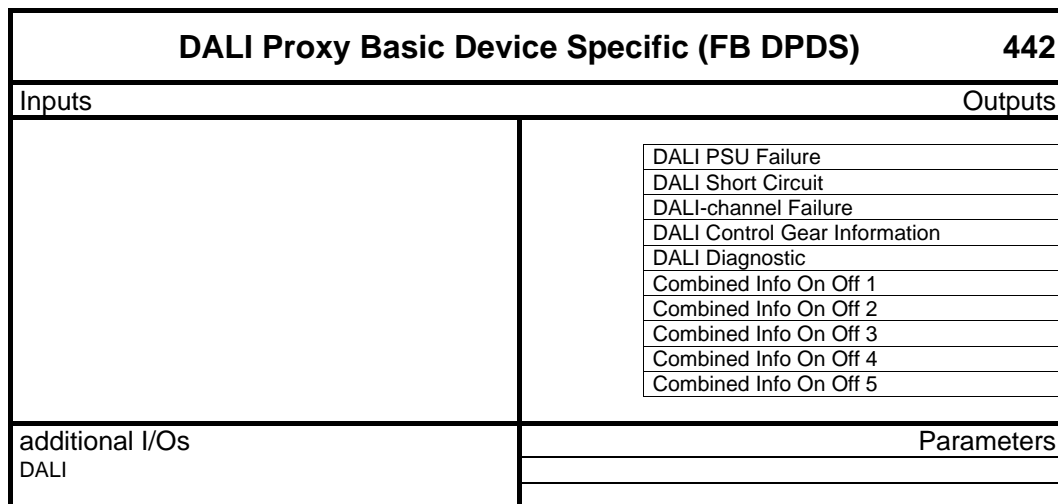 DALI Proxy Basic Device Specific (FB DPDS) 442
Inputs Outputs
DALI PSU Failure
DALI Short Circuit
DALI-channel Failure
DALI Control Gear Information
DALI Diagnostic
Combined Info On Off 1
Combined Info On Off 2
Combined Info On Off 3
Combined Info On Off 4
Combined Info On Off 5
additional I/Os Parameters
DALI